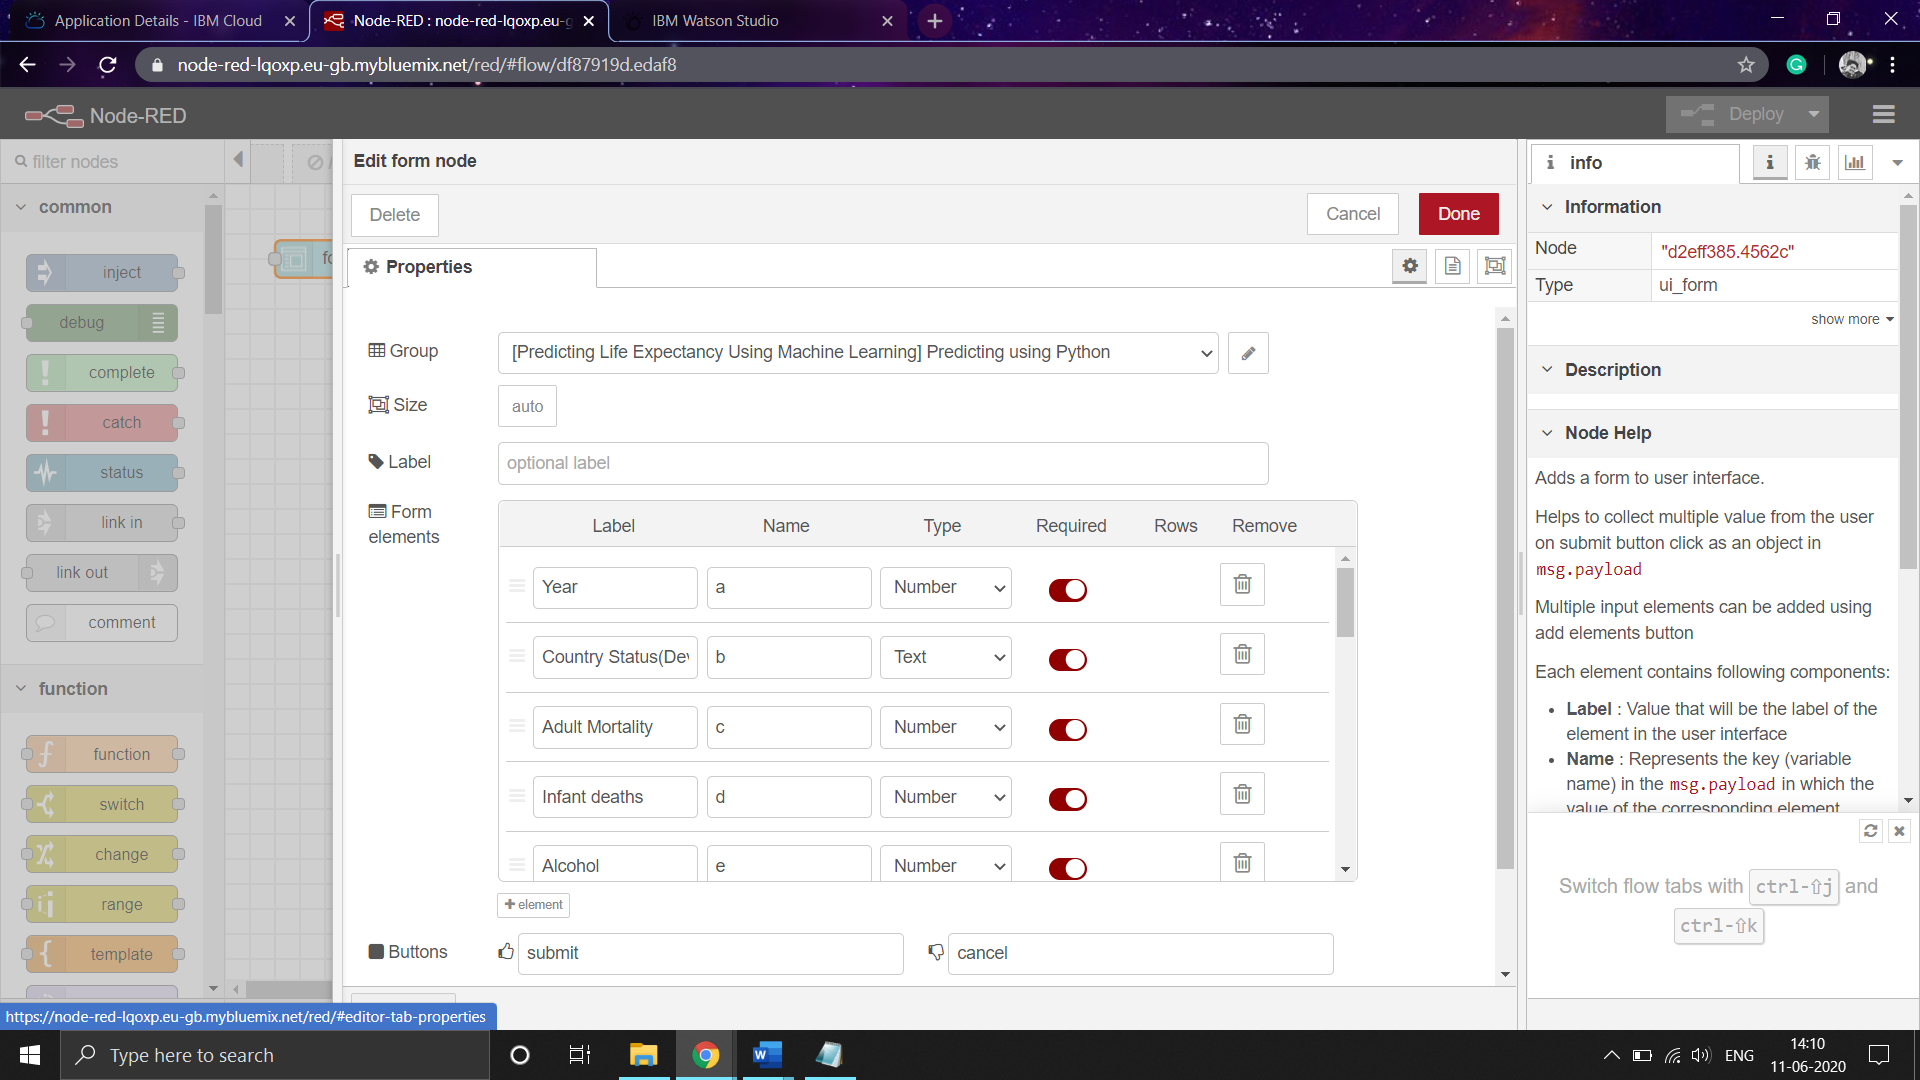 Application Details - IBM Cloud
Node-RED : node-red-lqoxp.eu-g
IBM Watson Studio
node-red-lqoxp.eu-gb.mybluemix.net/red/#flow/df87919d.edaf8
Node-RED
Deploy
filter nodes
common
inject
debug
complete
catch
status
link in
link out
comment
function
function
switch
change
range
template
Edit form node
Delete
Cancel
Done
Properties
Group
[Predicting Life Expectancy Using Machine Learning] Predicting using Python
Size
auto
Label
optional label
Form elements
Label Name Type Required Rows Remove
Year a Number
Country Status(De b Text
Adult Mortality c Number
Infant deaths d Number
Alcohol e Number
+ element
Buttons
submit
cancel
info
Information
Node "d2eff385.4562c"
Type ui_form
show more
Description
Node Help
Adds a form to user interface.
Helps to collect multiple value from the user
on submit button click as an object in
msg.payload
Multiple input elements can be added using
add elements button
Each element contains following components:
• Label : Value that will be the label of the
element in the user interface
• Name : Represents the key (variable
name) in the msg.payload in which the
value of the corresponding element
Switch flow tabs with ctrl-⇧j and
ctrl-⇧k
https://node-red-lqoxp.eu-gb.mybluemix.net/red/#editor-tab-properties
Type here to search
ENG
14:10
11-06-2020